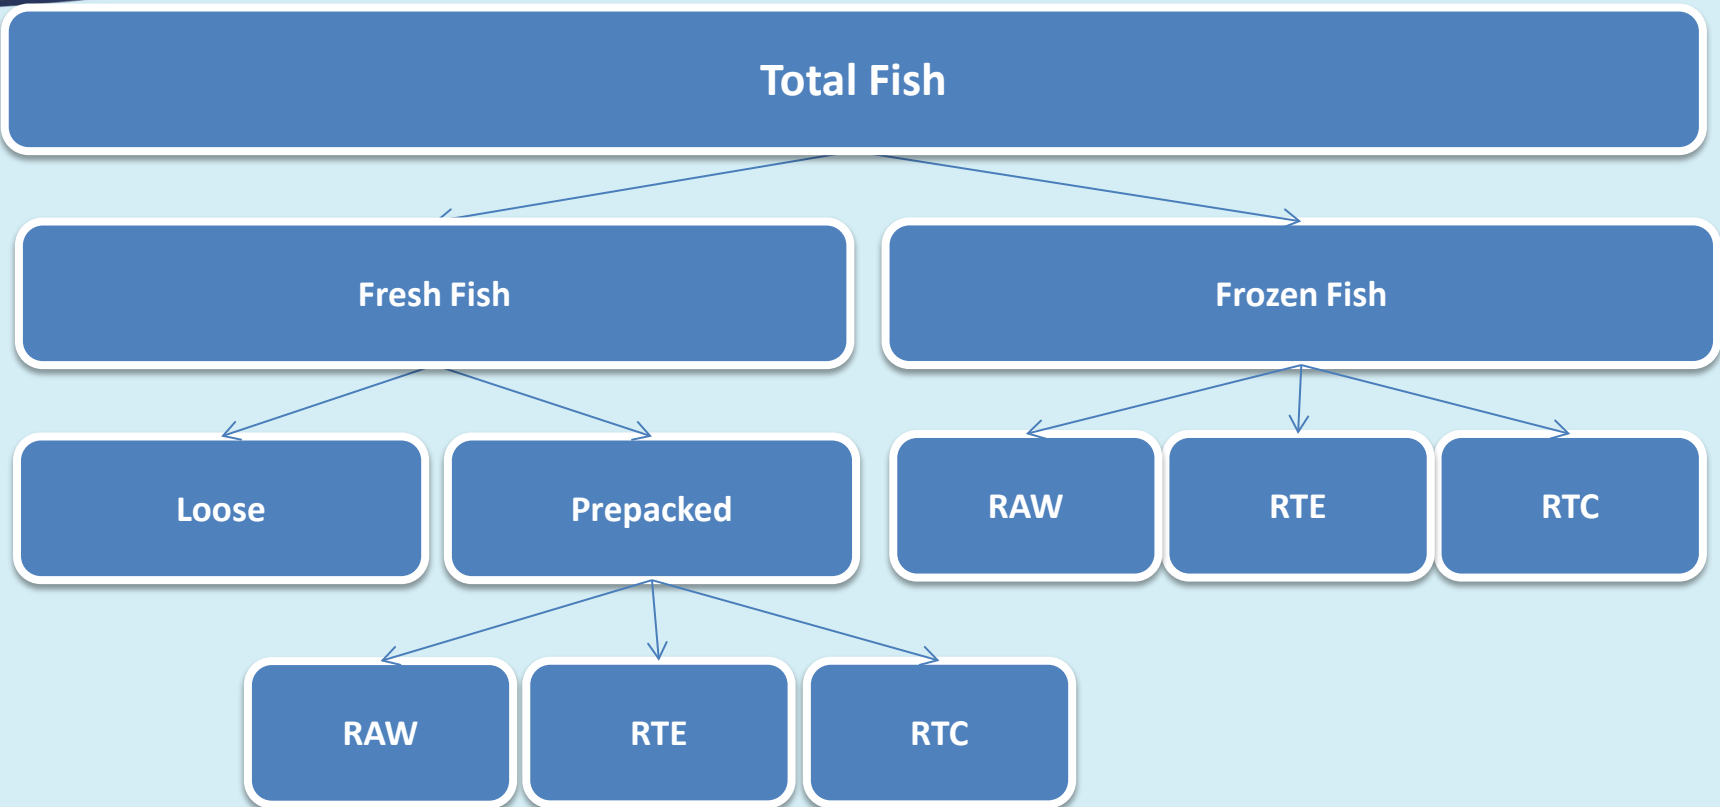 Total Fish
Fresh Fish
Frozen Fish
Loose
Prepacked
RAW
RTE
RTC
RAW
RTE
RTC